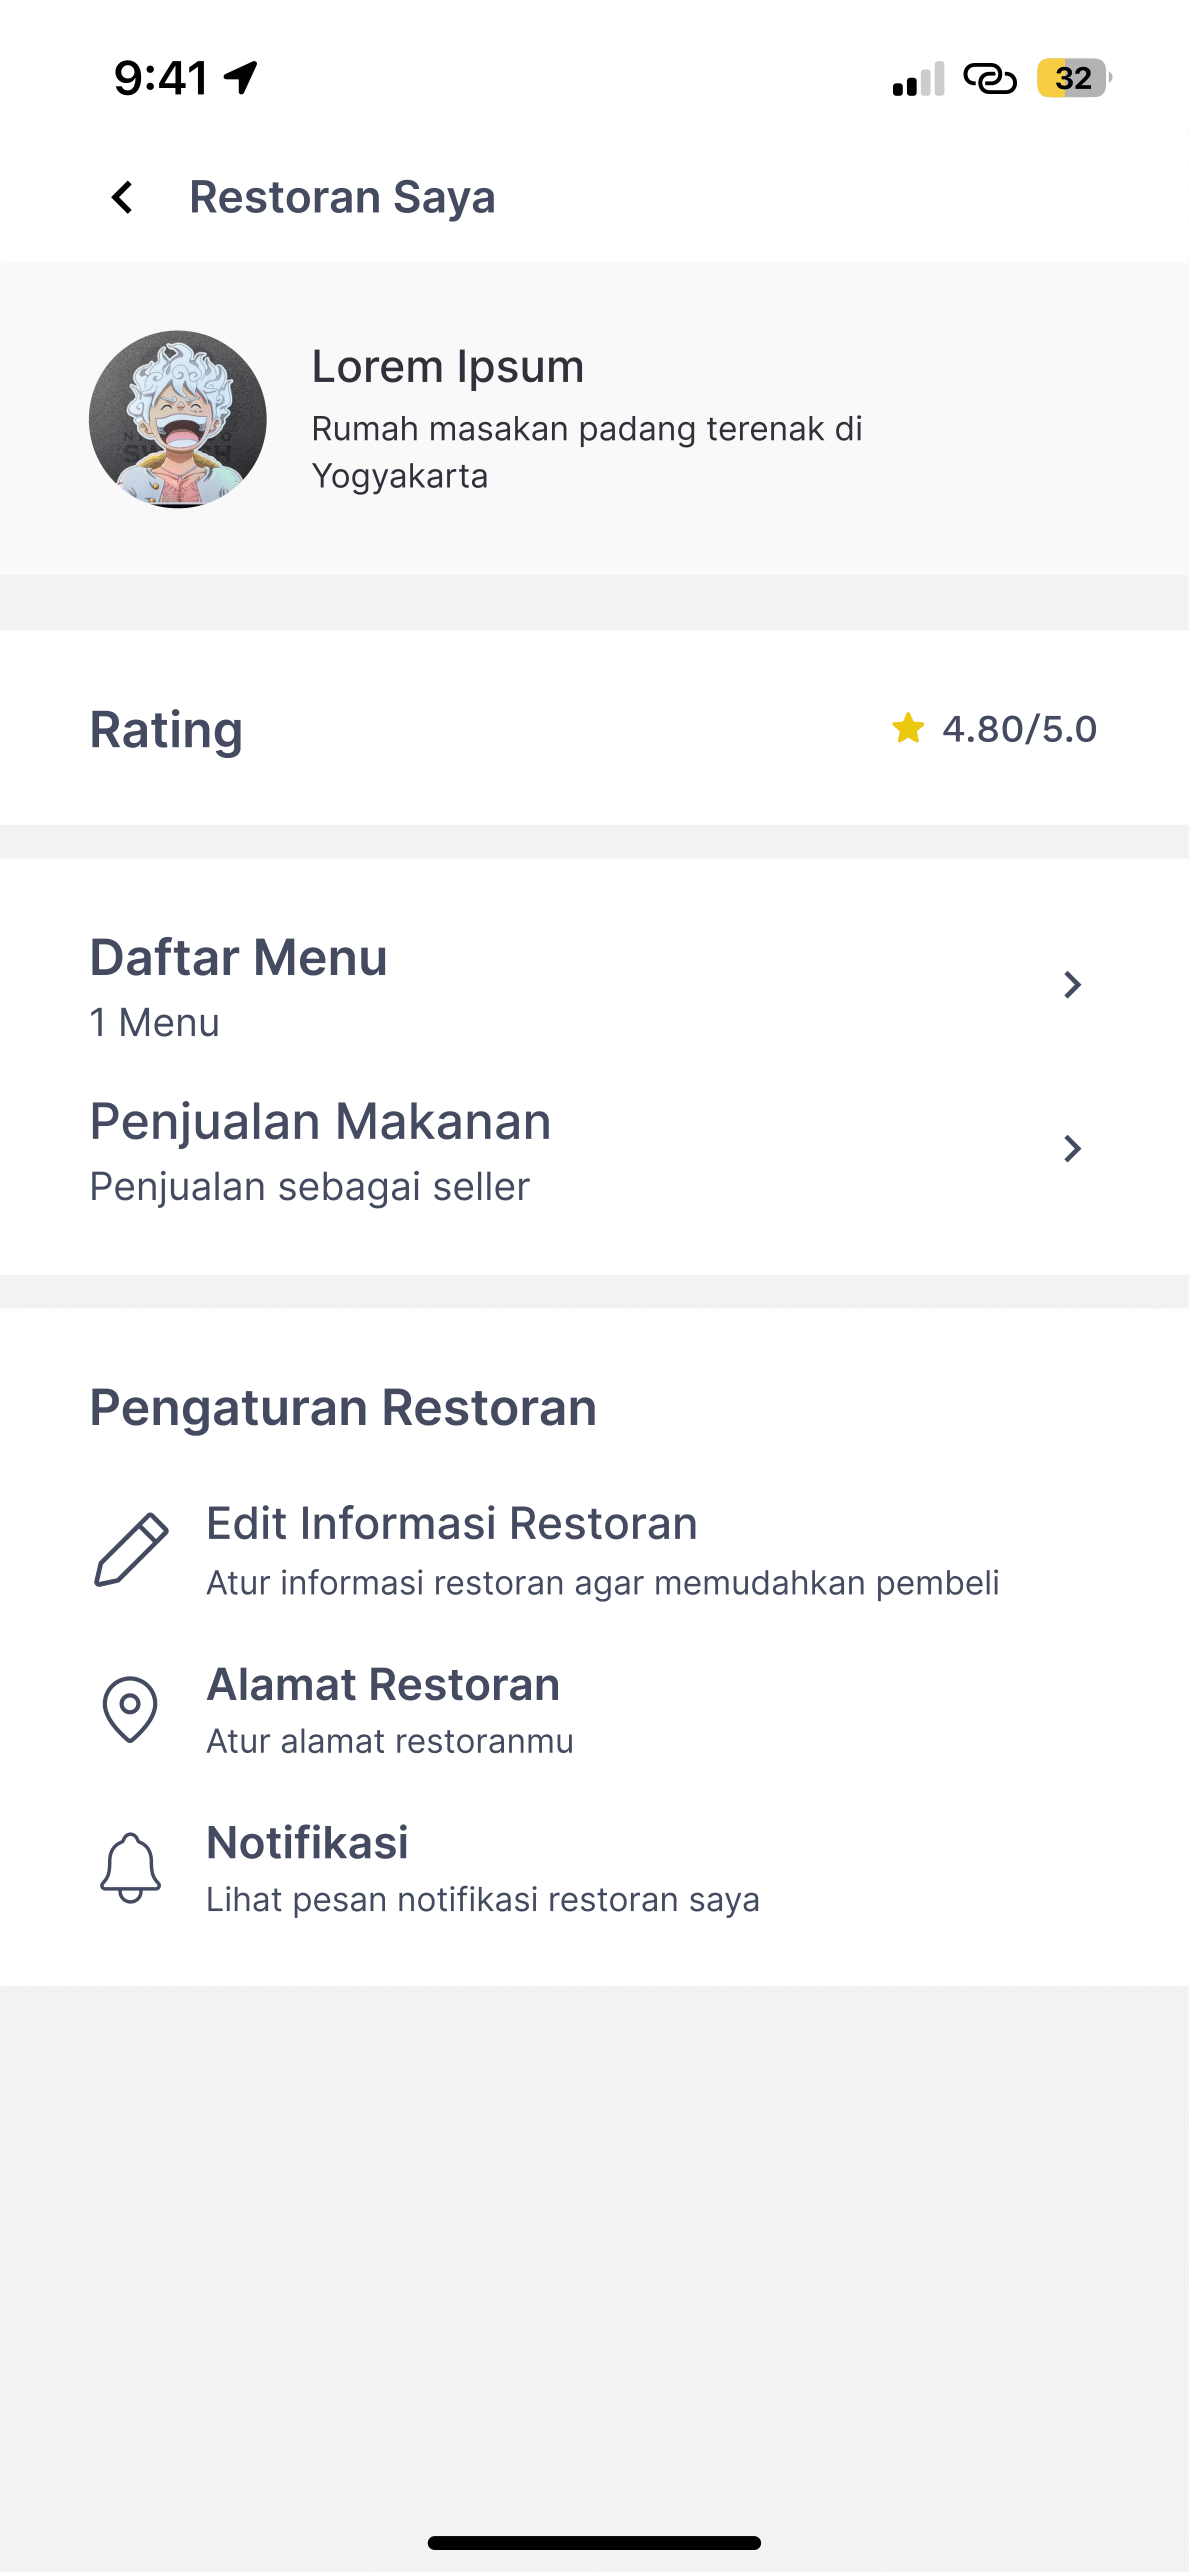 9:41
32
Restoran Saya
Lorem Ipsum
Rumah masakan padang terenak di
Yogyakarta
Rating
4.80/5.0
Daftar Menu
1 Menu
Penjualan Makanan
Penjualan sebagai seller
Pengaturan Restoran
Edit Informasi Restoran
Atur informasi restoran agar memudahkan pembeli
Alamat Restoran
Atur alamat restoranmu
Notifikasi
Lihat pesan notifikasi restoran saya